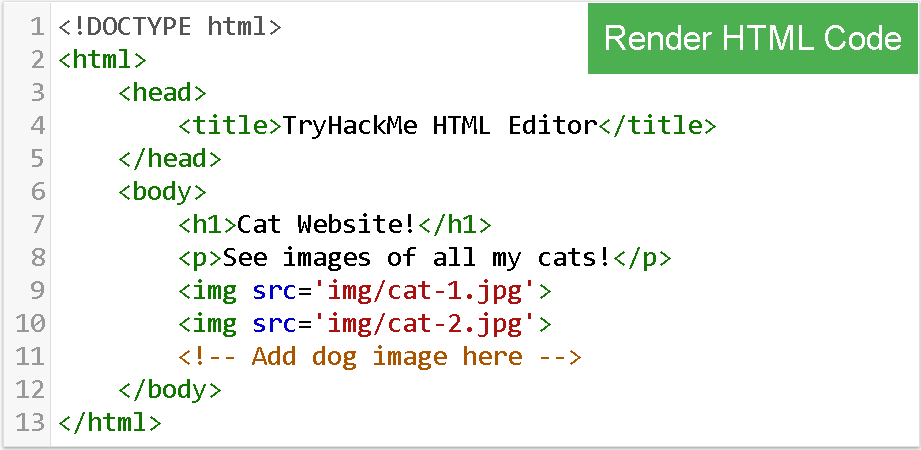 Render HTML Code
1 <!DOCTYPE html>
2 <html>
3     <head>
4         <title>TryHackMe HTML Editor</title>
5     </head>
6     <body>
7         <h1>Cat Website!</h1>
8         <p>See images of all my cats!</p>
9         <img src='img/cat-1.jpg'>
10         <img src='img/cat-2.jpg'>
11         <!-- Add dog image here -->
12     </body>
13 </html>